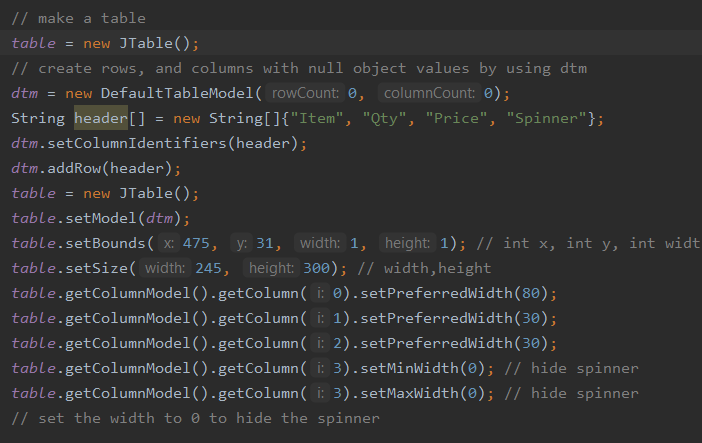 // make a table
table = new JTable();
// create rows, and columns with null object values by using dtm
dtm = new DefaultTableModel( rowCount: 0, columnCount: 0);
String header[] = new String[]{"Item", "Qty", "Price", "Spinner"};
dtm.setColumnIdentifiers(header);
dtm.addRow(header);
table = new JTable();
table.setModel(dtm);
table.setBounds( x: 475, y: 31, width: 1, height: 1); // int x, int y, int widt
table.setSize( width: 245, height: 300); // width,height
table.getColumnModel().getColumn( i: 0).setPreferredWidth(80);
table.getColumnModel().getColumn( i: 1).setPreferredWidth(30);
table.getColumnModel().getColumn( i: 2).setPreferredWidth(30);
table.getColumnModel().getColumn( i: 3).setMinWidth(0); // hide spinner
table.getColumnModel().getColumn( i: 3).setMaxWidth(0); // hide spinner
// set the width to 0 to hide the spinner